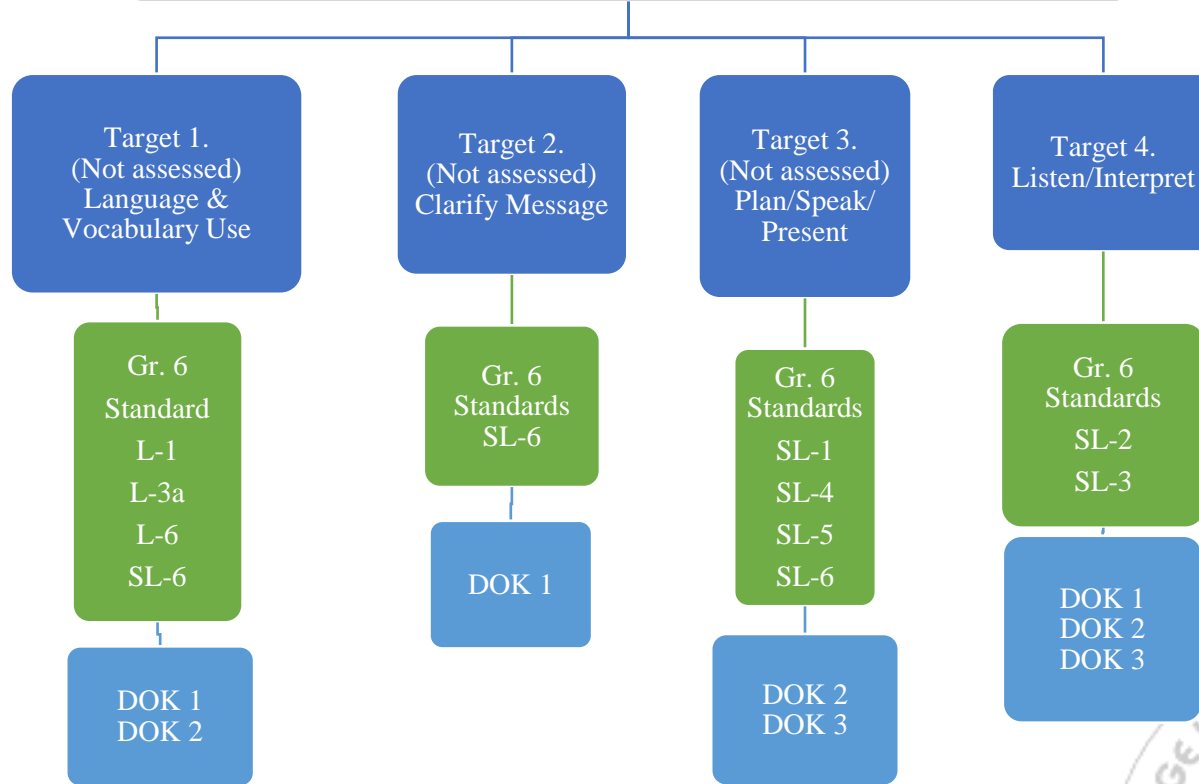 Target 1.
(Not assessed)
Language &
Vocabulary Use
Gr. 6
Standard
L-1
L-3a
L-6
SL-6
DOK 1
DOK 2
Target 2.
(Not assessed)
Clarify Message
Gr. 6
Standards
SL-6
DOK 1
Target 3.
(Not assessed)
Plan/Speak/
Present
Gr. 6
Standards
SL-1
SL-4
SL-5
SL-6
DOK 2
DOK 3
Target 4.
Listen/Interpret
Gr. 6
Standards
SL-2
SL-3
DOK 1
DOK 2
DOK 3